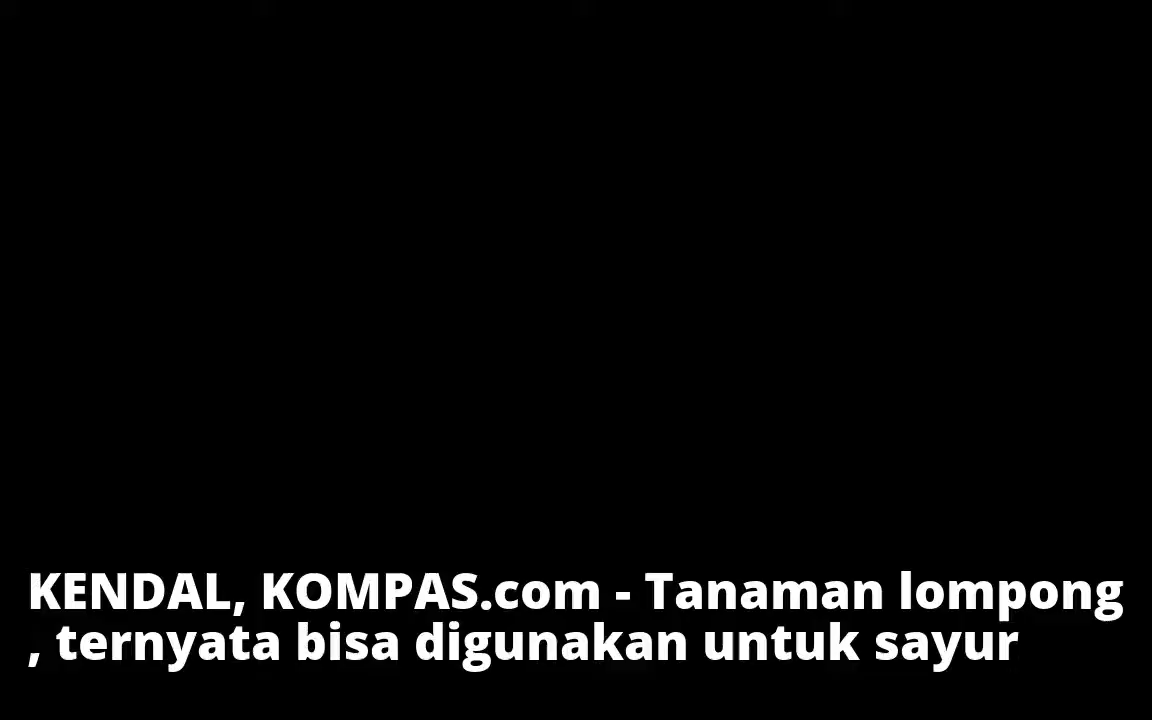 KENDAL, KOMPAS.com - Tanaman lompong
, ternyata bisa digunakan untuk sayur